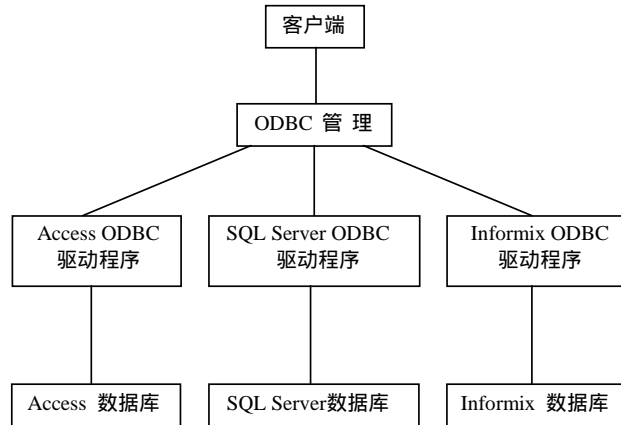 客户端
ODBC 管 理
Access ODBC
驱动程序
SQL Server ODBC
驱动程序
Informix ODBC
驱动程序
Access 数据库
SQL Server数据库
Informix 数据库